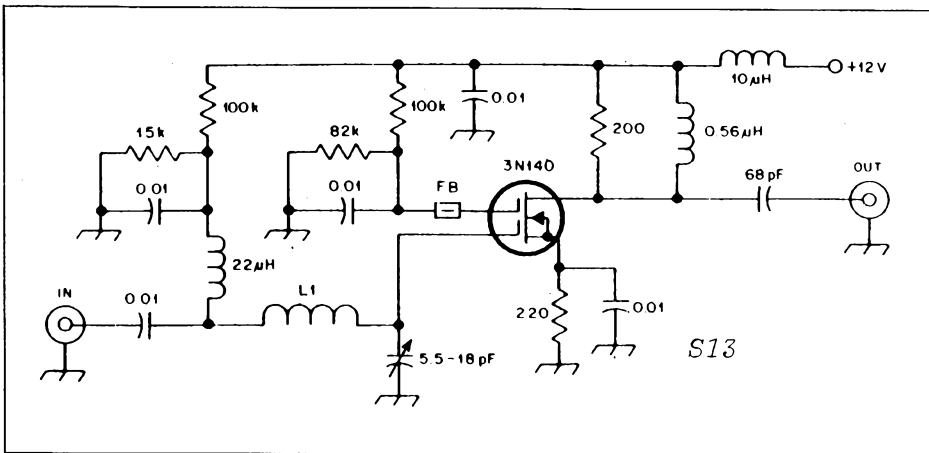 10μH
+12V
100k
100k
0.01
200
0.56μH
15k
82k
3N140
0.01
0.01
FB
68pF
OUT
22μH
IN
0.01
L1
220
0.01
5.5-18pF
S13